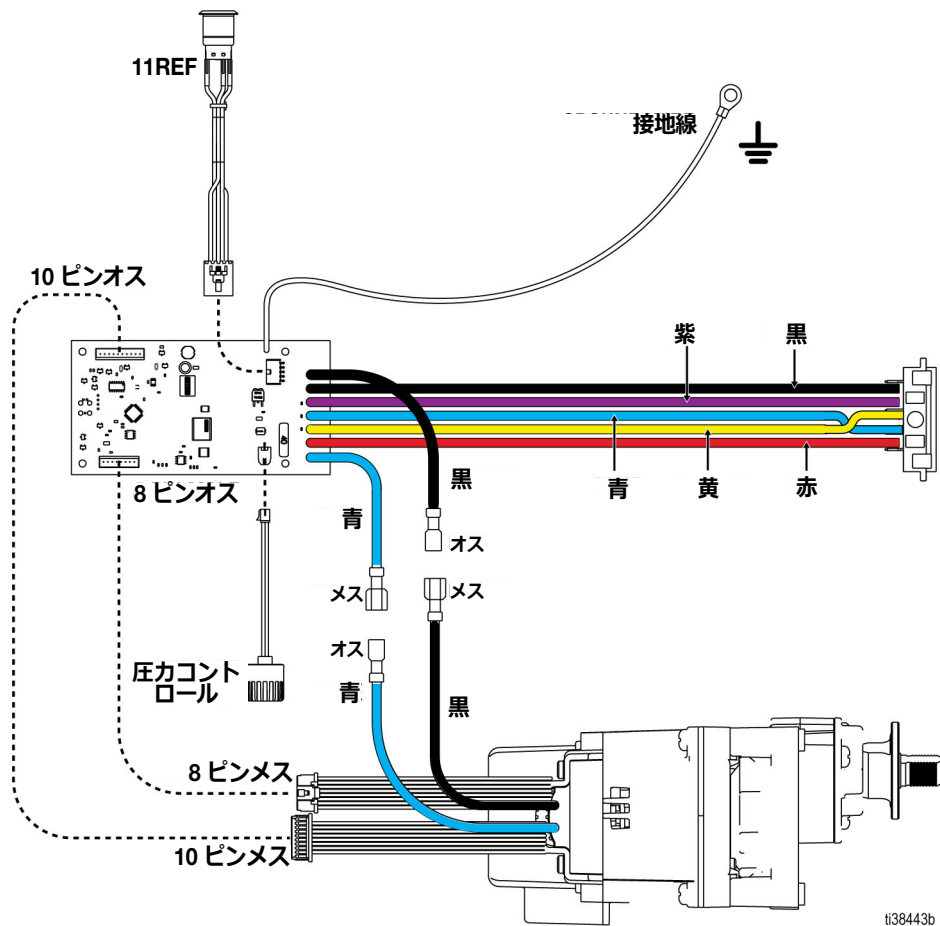 11REF
接地線
10 ピンオス
紫
黒
8 ピンオス
青
黄
赤
黒
青
オス
メス
メス
オス
圧力コント
ロール
青
黒
8 ピンメス
10 ピンメス
ti38443b